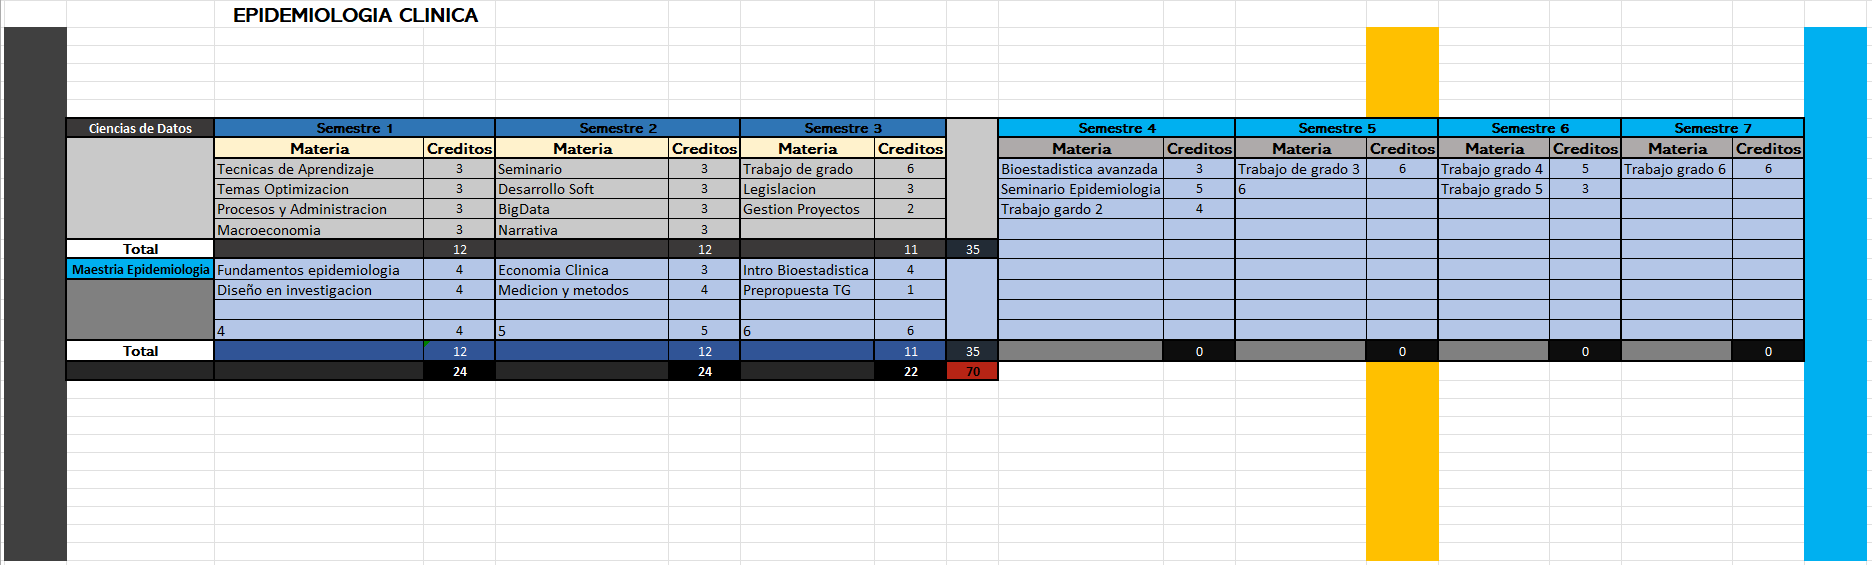 EPIDEMIOLOGIA CLINICA
Ciencias de Datos Semestre 1 Semestre 2 Semestre 3 Semestre 4 Semestre 5 Semestre 6 Semestre 7
Materia Creditos Materia Creditos Materia Creditos Materia Creditos Materia Creditos Materia Creditos Materia Creditos
Tecnicas de Aprendizaje 3 Seminario 3 Trabajo de grado 6 Bioestadistica avanzada 3 Trabajo de grado 3 6 Trabajo grado 4 5 Trabajo grado 6 6
Temas Optimizacion 3 Desarrollo Soft 3 Legislacion 3 Seminario Epidemiologia 5 6 Trabajo grado 5 3
Procesos y Administracion 3 BigData 3 Gestion Proyectos 2 Trabajo gardo 2 4
Macroeconomia 3 Narrativa 3
Total 12 12 11 35
Maestria Epidemiologia Fundamentos epidemiologia 4 Economia Clinica 3 Intro Bioestadistica 4
Diseño en investigacion 4 Medicion y metodos 4 Prepropuesta TG 1
4 4 5 5 6 6
Total 12 12 11 35 0 0 0 0
24 24 22 70